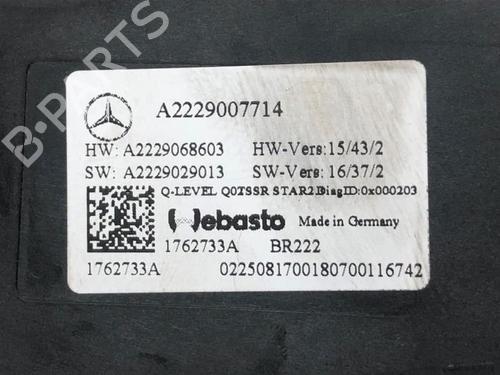 B-PARTS
A2229007714
HW: A2229068603 HW-Vers:15/43/2
SW: A2229029013 SW-Vers:16/37/2
Q-LEVEL Q0TSSR STAR2.DiagID:0x000203
Webasto Made in Germany
1762733A BR222
1762733A 0225081700180700116742